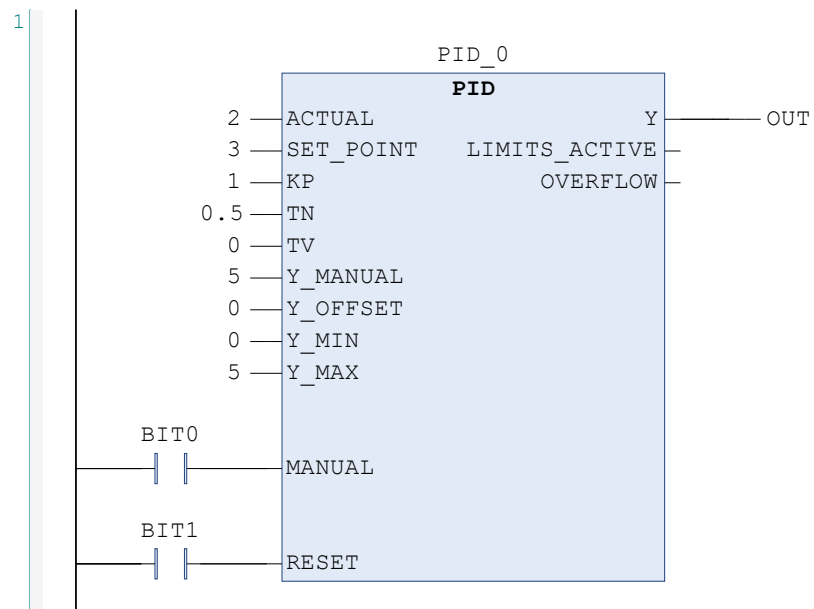 1
PID_0
PID
2 ACTUAL Y OUT
3 SET_POINT LIMITS_ACTIVE
1 KP OVERFLOW
0.5 TN
0 TV
5 Y_MANUAL
0 Y_OFFSET
0 Y_MIN
5 Y_MAX
BIT0
MANUAL
BIT1
RESET